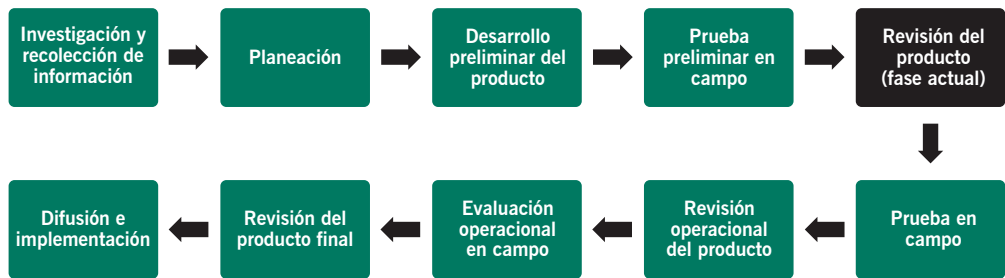 Investigación y
recolección de
información
Planeación
Desarrollo
preliminar del
producto
Prueba
preliminar en
campo
Revisión del
producto
(fase actual)
Prueba en
campo
Revisión
operacional
del producto
Evaluación
operacional
en campo
Revisión del
producto final
Difusión e
implementación